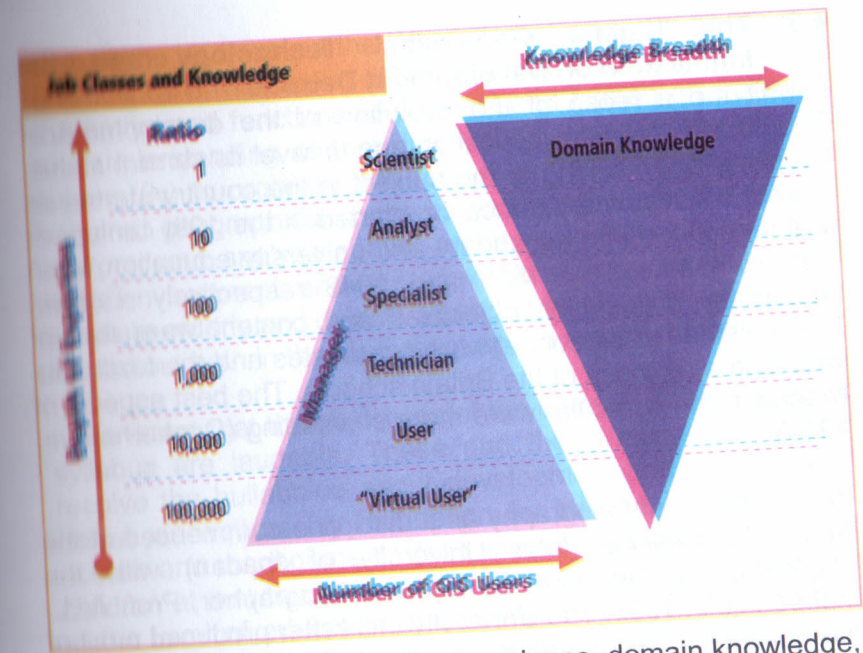 Job Classes and Knowledge
Knowledge Breadth
Ratio
1
Scientist
Domain Knowledge
10
Analyst
100
Specialist
1,000
Technician
Manager
10,000
User
100,000
"Virtual User"
Number of GIS Users
domain knowledge,